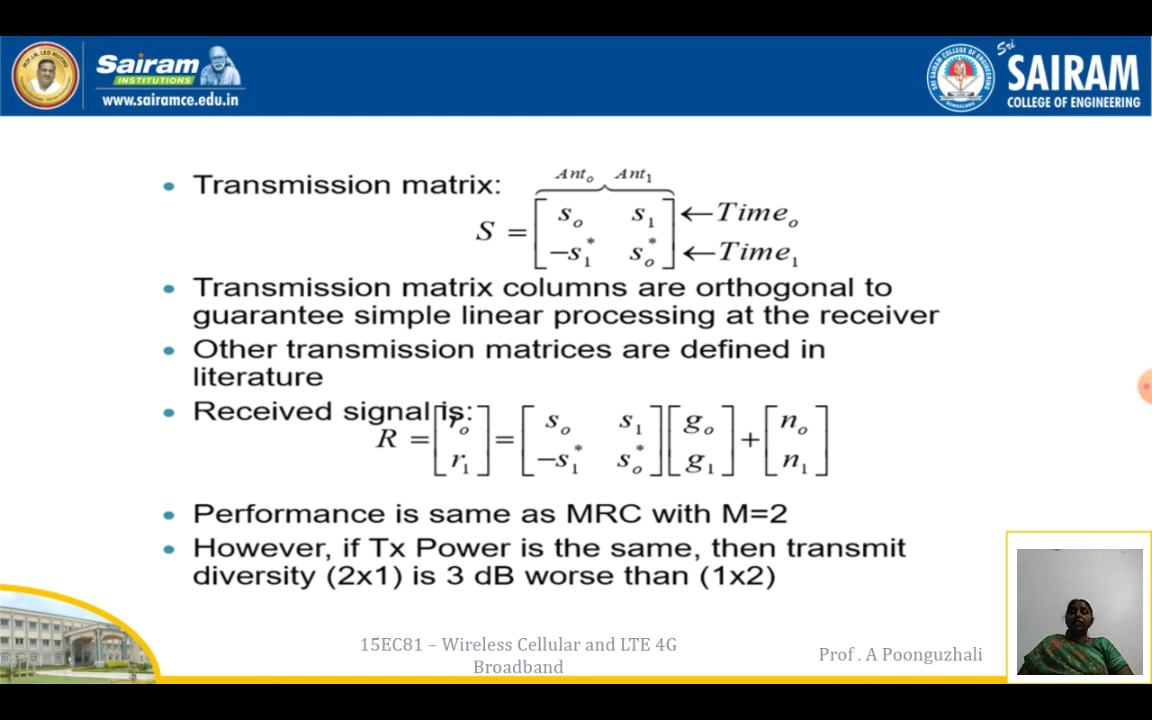 Sairam
INSTITUTIONS
www.sairamce.edu.in
Sri
SAIRAM
COLLEGE OF ENGINEERING
• Transmission matrix:
Ant₀ Ant₁
S = [s₀ s₁; −s₁* s₀*] ←Time₀ ←Time₁
• Transmission matrix columns are orthogonal to
guarantee simple linear processing at the receiver
• Other transmission matrices are defined in
literature
• Received signal is:
R = [r₀; r₁] = [s₀ s₁; −s₁* s₀*] [g₀; g₁] + [n₀; n₁]
• Performance is same as MRC with M=2
• However, if Tx Power is the same, then transmit
diversity (2x1) is 3 dB worse than (1x2)
15EC81 – Wireless Cellular and LTE 4G
Broadband
Prof . A Poonguzhali